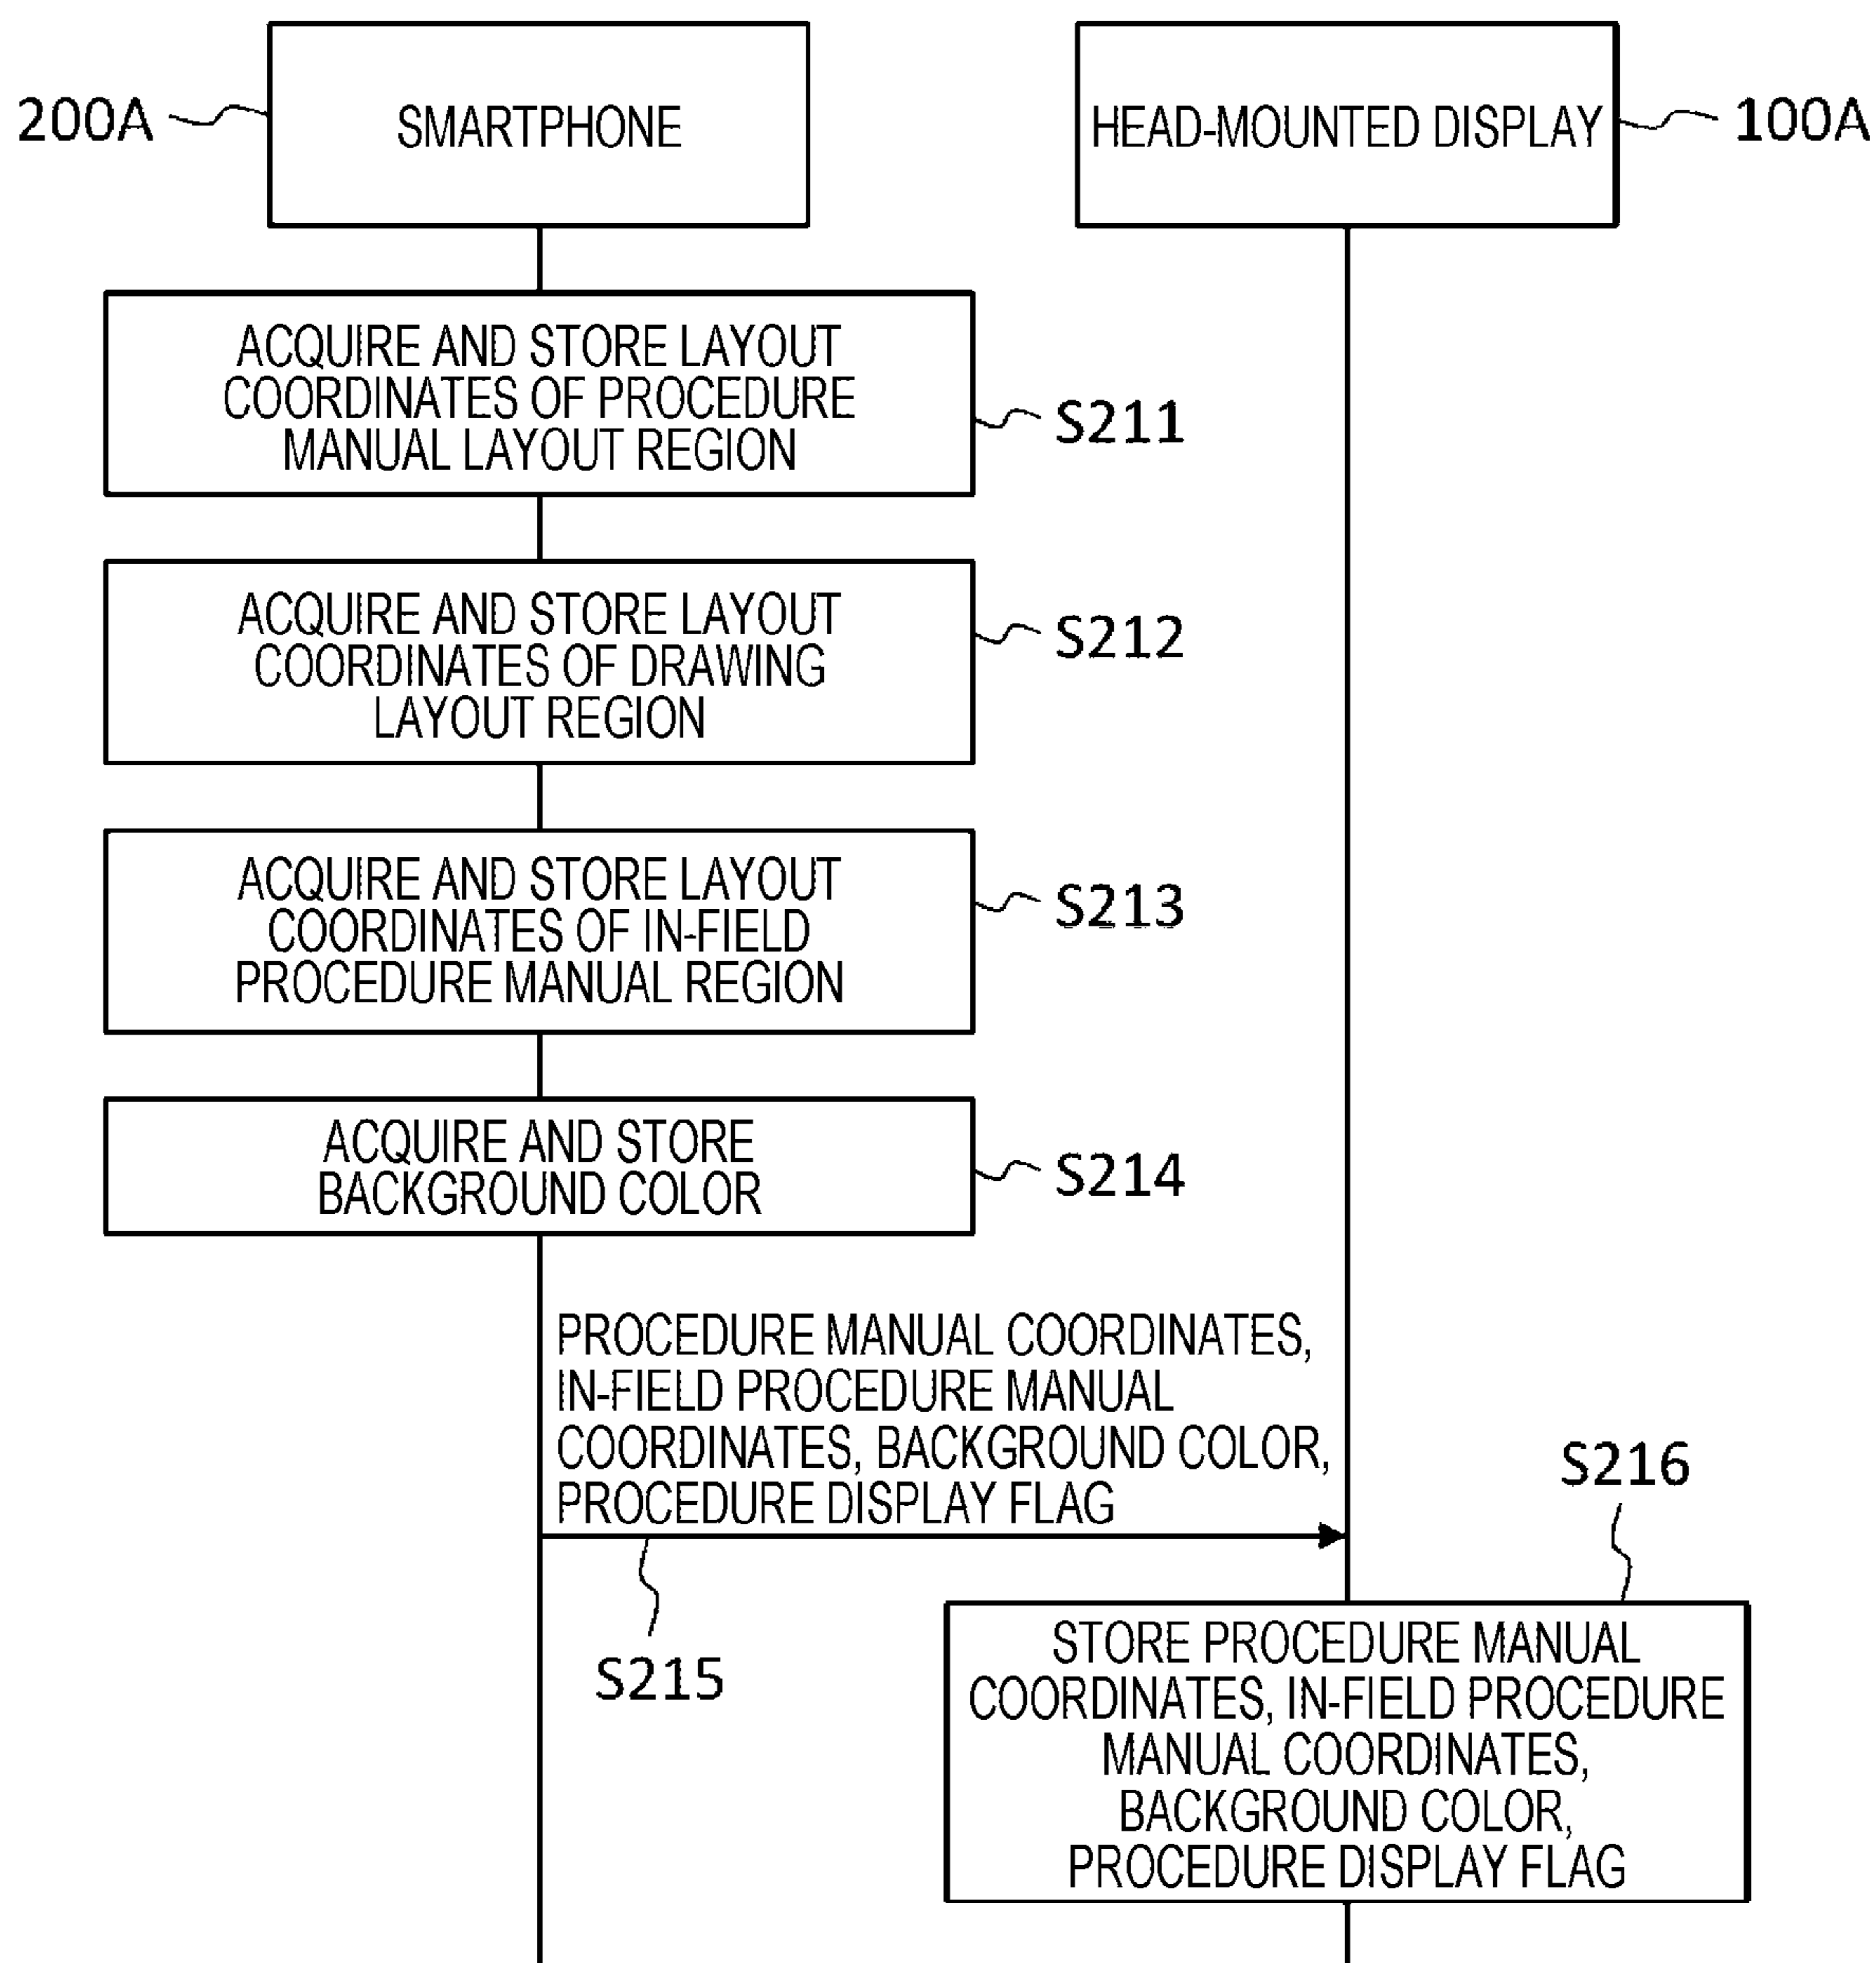 200A
SMARTPHONE
HEAD-MOUNTED DISPLAY
100A
ACQUIRE AND STORE LAYOUT
COORDINATES OF PROCEDURE
MANUAL LAYOUT REGION
S211
ACQUIRE AND STORE LAYOUT
COORDINATES OF DRAWING
LAYOUT REGION
S212
ACQUIRE AND STORE LAYOUT
COORDINATES OF IN-FIELD
PROCEDURE MANUAL REGION
S213
ACQUIRE AND STORE
BACKGROUND COLOR
S214
PROCEDURE MANUAL COORDINATES,
IN-FIELD PROCEDURE MANUAL
COORDINATES, BACKGROUND COLOR,
PROCEDURE DISPLAY FLAG
S215
S216
STORE PROCEDURE MANUAL
COORDINATES, IN-FIELD PROCEDURE
MANUAL COORDINATES,
BACKGROUND COLOR,
PROCEDURE DISPLAY FLAG